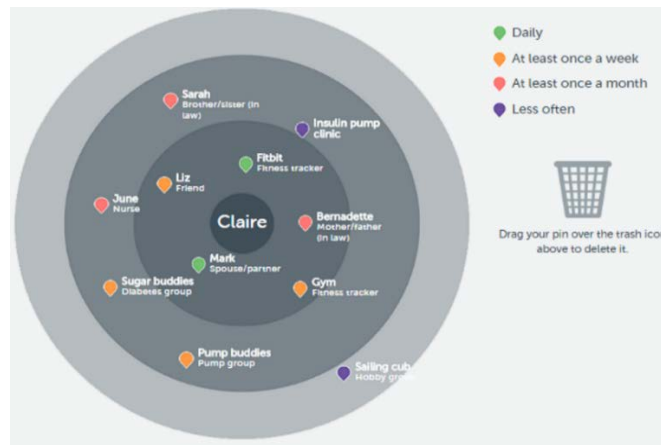 Sarah
Brother/sister (in
law)
Insulin pump
clinic
Fitbit
Fitness tracker
Liz
Friend
June
Nurse
Claire
Bernadette
Mother/father
(in law)
Mark
Spouse/partner
Sugar buddies
Diabetes group
Gym
Fitness tracker
Pump buddies
Pump group
Sailing cub
Hobby group
Daily
At least once a week
At least once a month
Less often
Drag your pin over the trash icon
above to delete it.